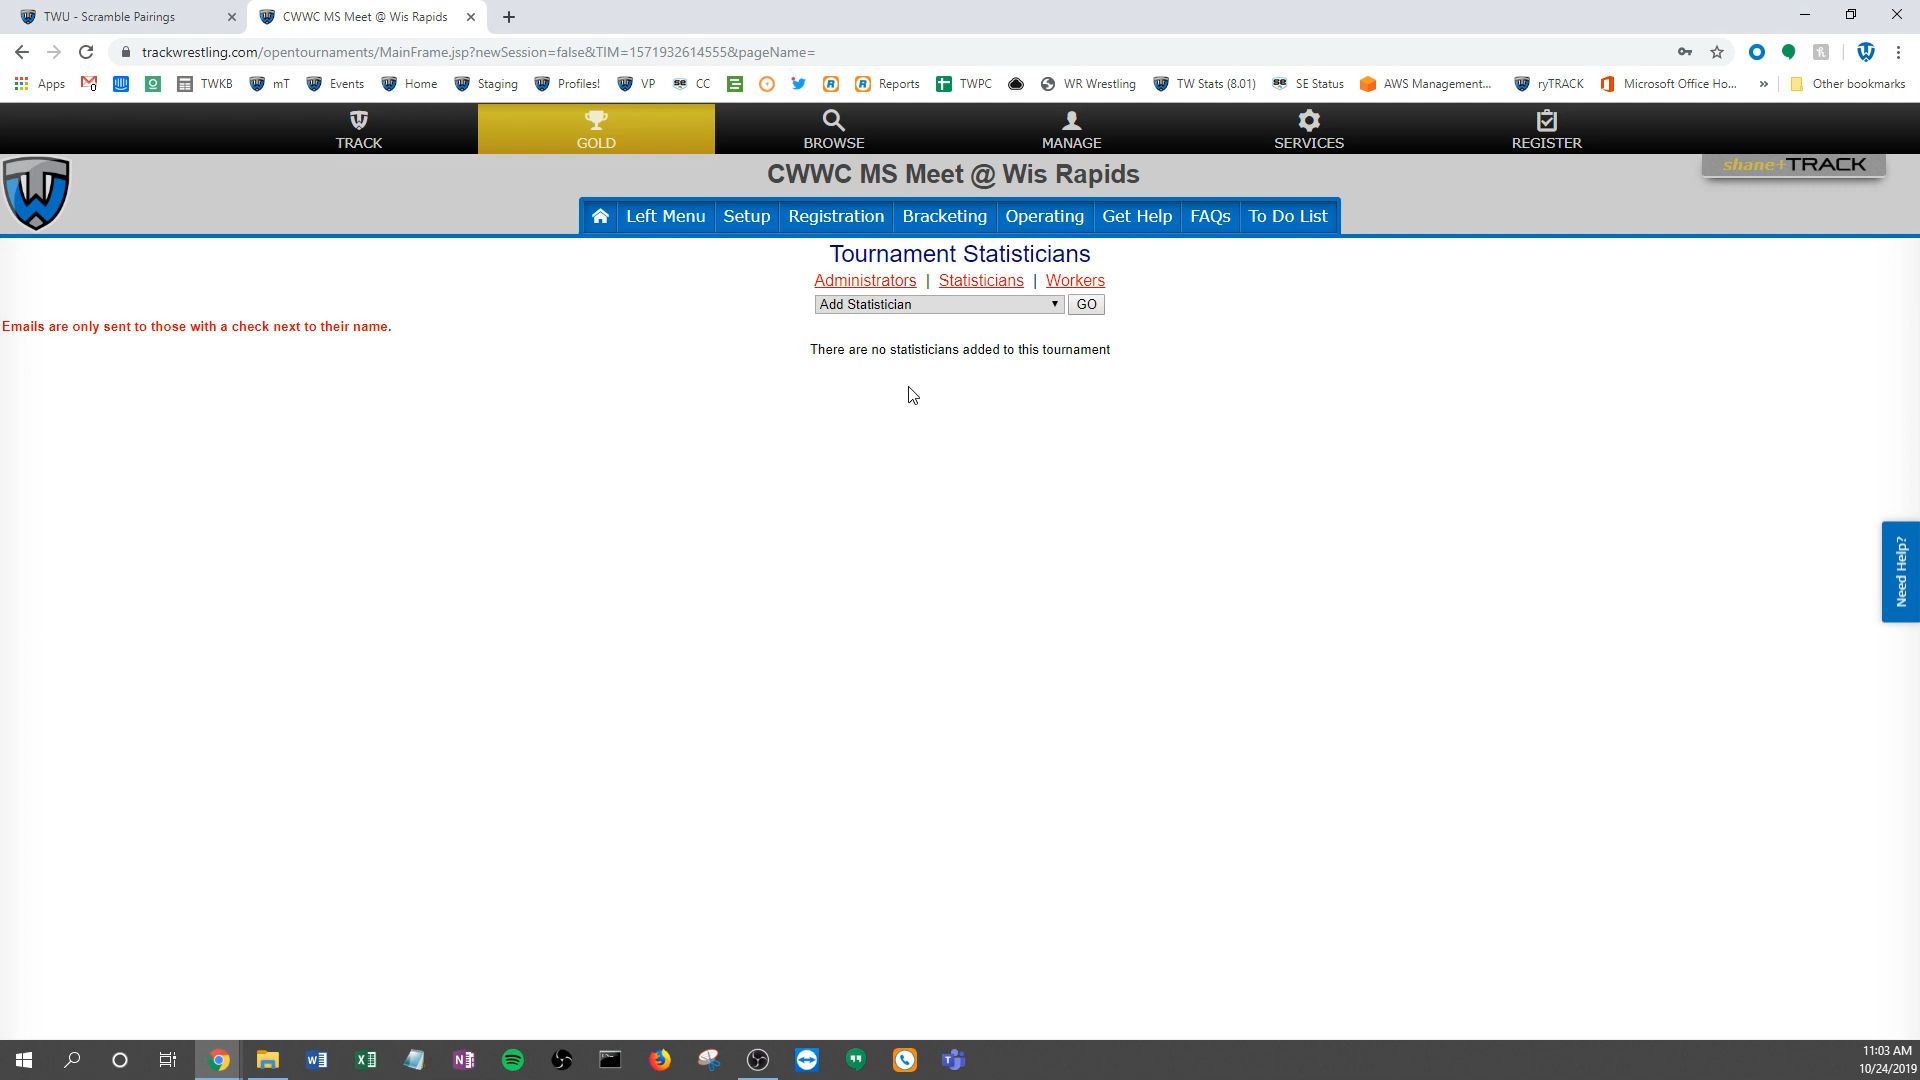 TWU - Scramble Pairings
CWWC MS Meet @ Wis Rapids
trackwrestling.com/opentournaments/MainFrame.jsp?newSession=false&TIM=1571932614555&pageName=
Apps TWKB mT Events Home Staging Profiles! VP CC Reports TWPC WR Wrestling TW Stats (8.01) SE Status AWS Management... ryTRACK Microsoft Office Ho... » Other bookmarks
TRACK GOLD BROWSE MANAGE SERVICES REGISTER
CWWC MS Meet @ Wis Rapids
shane+TRACK
Left Menu Setup Registration Bracketing Operating Get Help FAQs To Do List
Tournament Statisticians
Administrators | Statisticians | Workers
Add Statistician GO
Emails are only sent to those with a check next to their name.
There are no statisticians added to this tournament
Need Help?
11:03 AM
10/24/2019